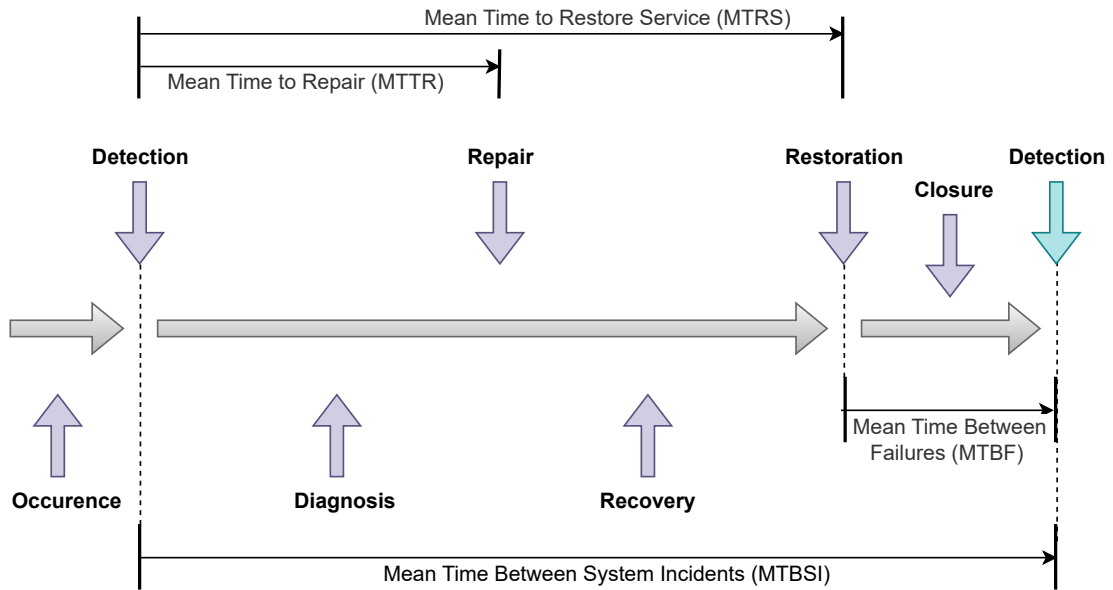 Mean Time to Restore Service (MTRS)
Mean Time to Repair (MTTR)
Detection
Repair
Restoration
Detection
Closure
Mean Time Between
Failures (MTBF)
Occurence
Diagnosis
Recovery
Mean Time Between System Incidents (MTBSI)